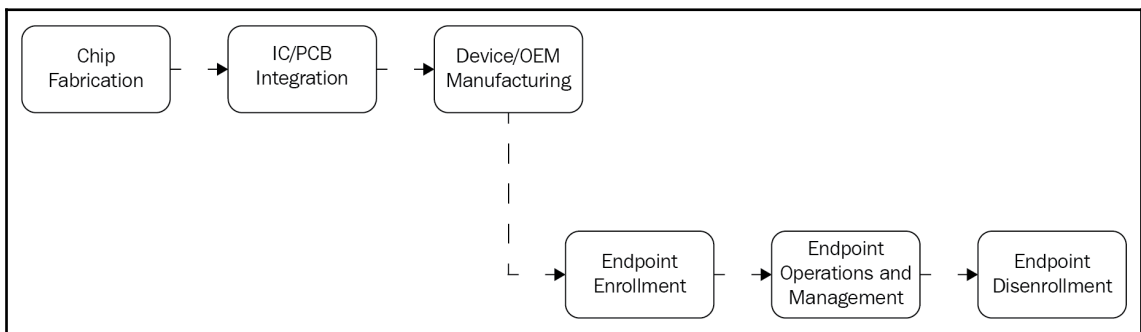 Chip
Fabrication
IC/PCB
Integration
Device/OEM
Manufacturing
Endpoint
Enrollment
Endpoint
Operations and
Management
Endpoint
Disenrollment